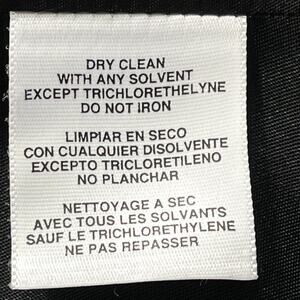 DRY CLEAN
WITH ANY SOLVENT
EXCEPT TRICHLORETHELYNE
DO NOT IRON
LIMPIAR EN SECO
CON CUALQUIER DISOLVENTE
EXCEPTO TRICLORETILENO
NO PLANCHAR
NETTOYAGE A SEC
AVEC TOUS LES SOLVANTS
SAUF LE TRICHLORETHYLENE
NE PAS REPASSER